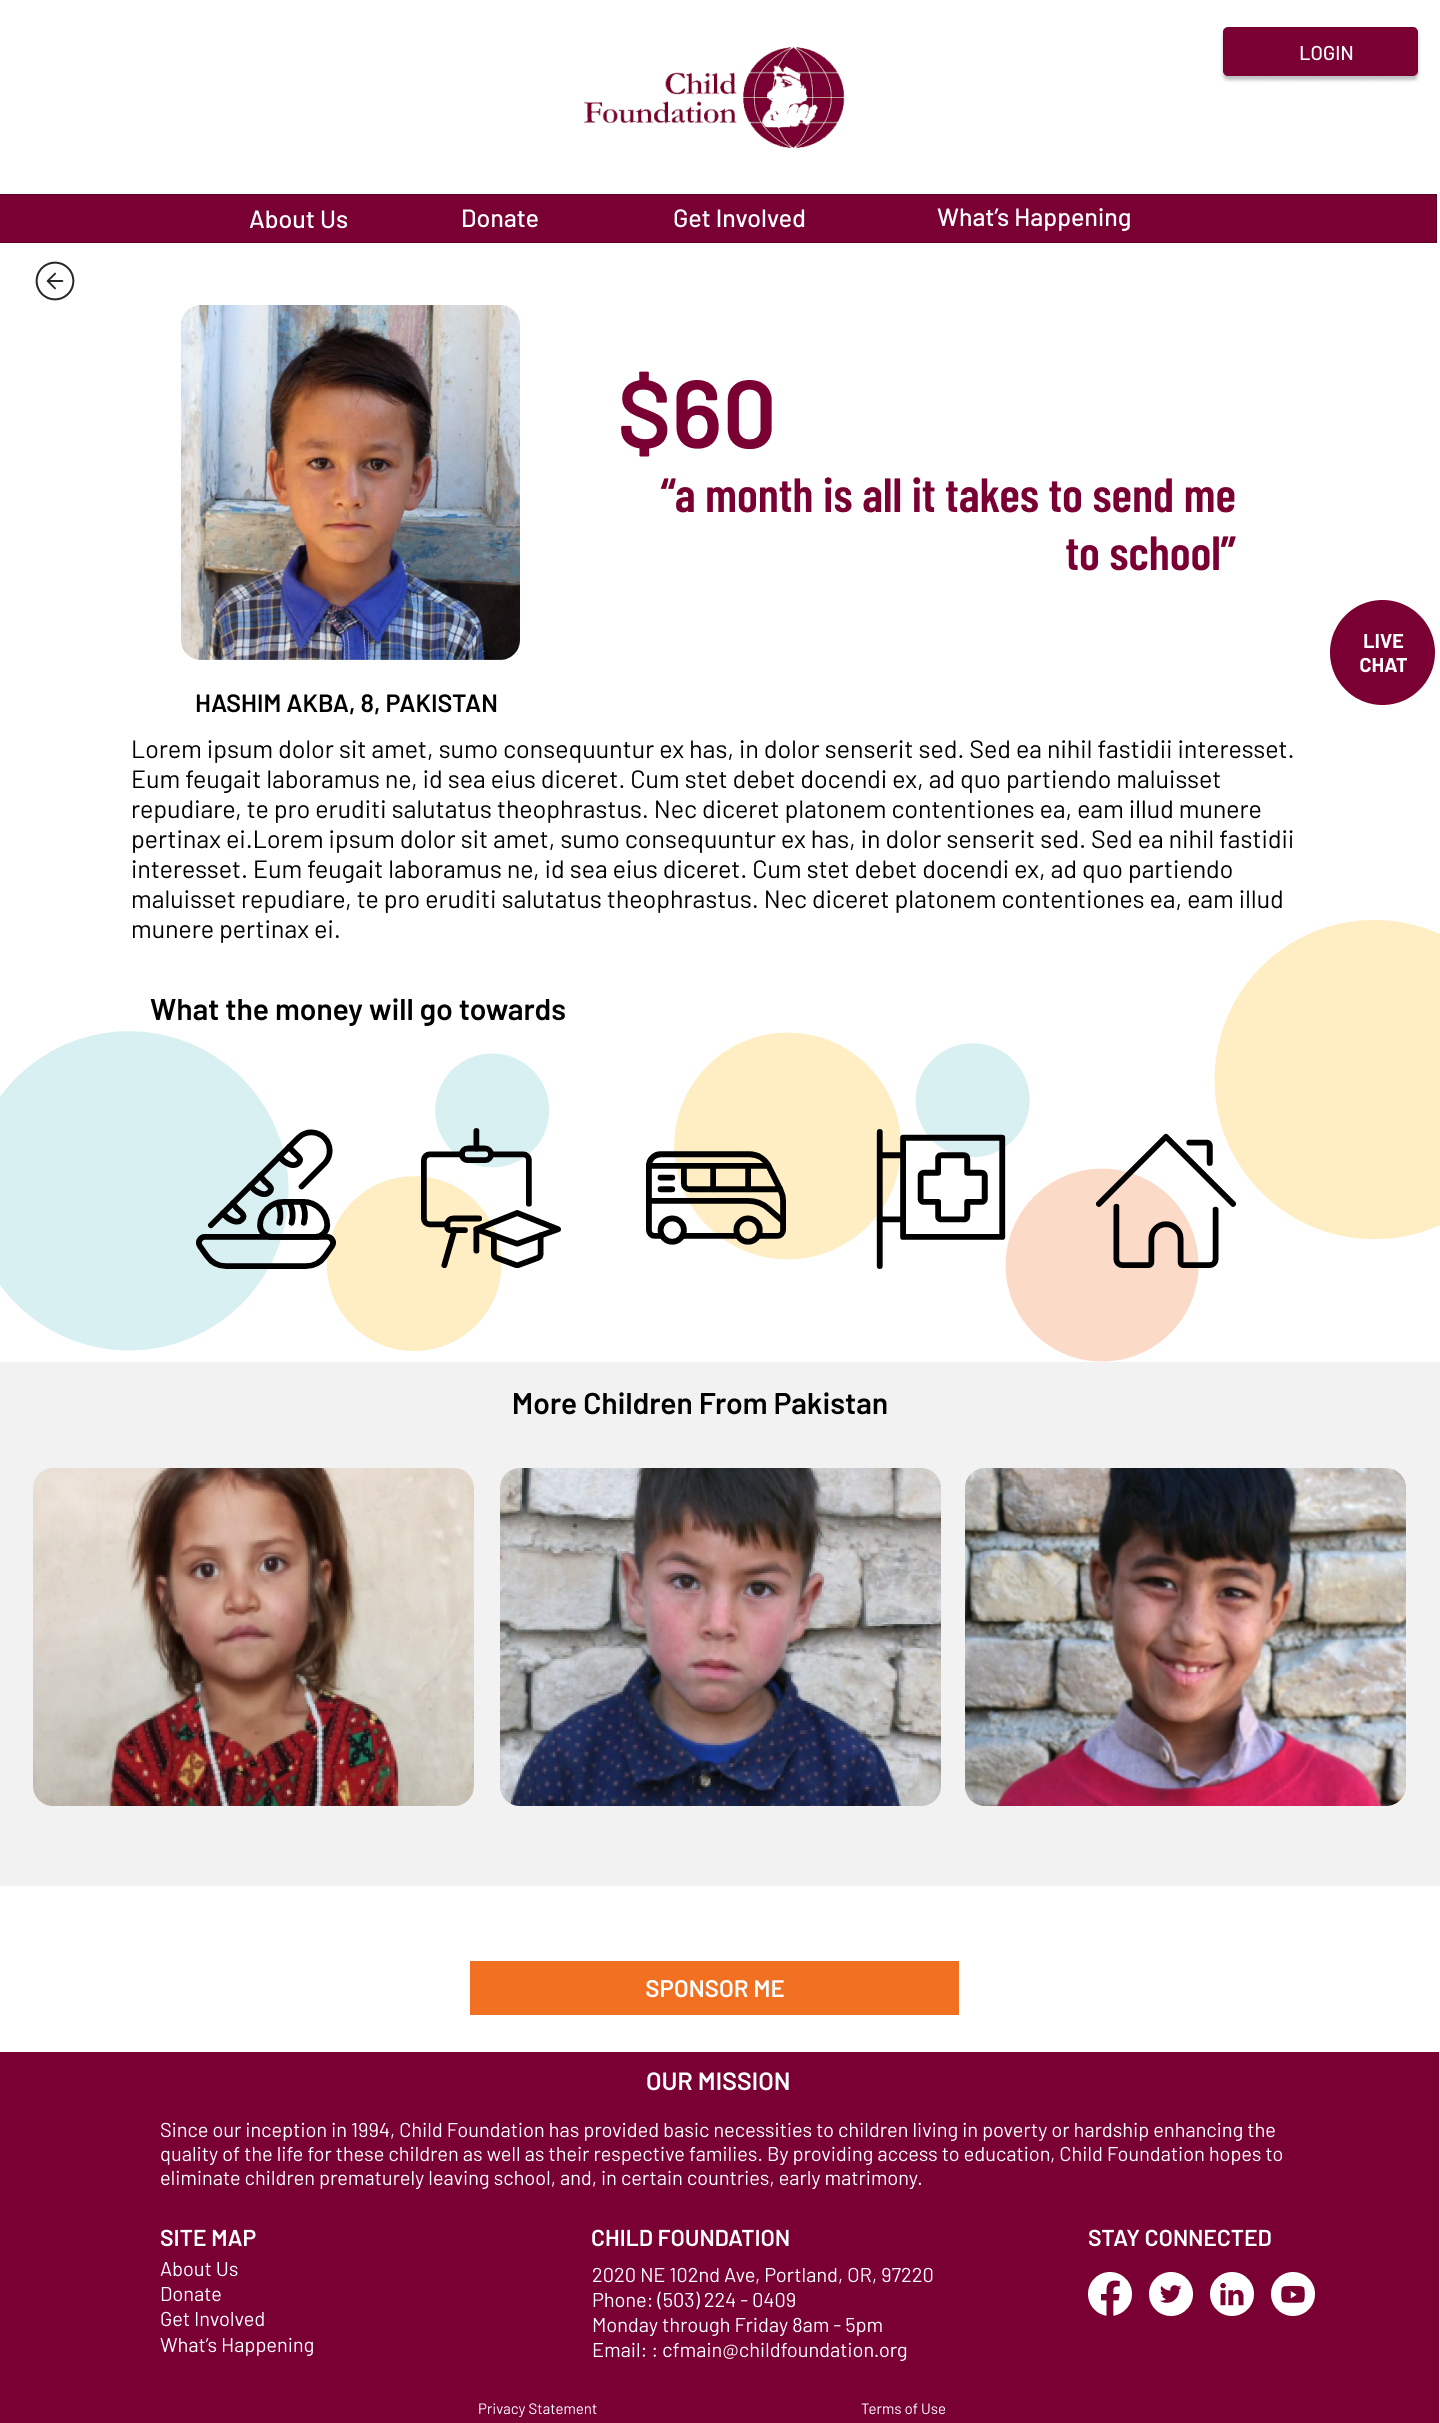 LOGIN
Child
Foundation
About Us
Donate
Get Involved
What’s Happening
$60
“a month is all it takes to send me
to school”
LIVE
CHAT
HASHIM AKBA, 8, PAKISTAN
Lorem ipsum dolor sit amet, sumo consequuntur ex has, in dolor senserit sed. Sed ea nihil fastidii interesset.
Eum feugait laboramus ne, id sea eius diceret. Cum stet debet docendi ex, ad quo partiendo maluisset
repudiare, te pro eruditi salutatus theophrastus. Nec diceret platonem contentiones ea, eam illud munere
pertinax ei.Lorem ipsum dolor sit amet, sumo consequuntur ex has, in dolor senserit sed. Sed ea nihil fastidii
interesset. Eum feugait laboramus ne, id sea eius diceret. Cum stet debet docendi ex, ad quo partiendo
maluisset repudiare, te pro eruditi salutatus theophrastus. Nec diceret platonem contentiones ea, eam illud
munere pertinax ei.
What the money will go towards
More Children From Pakistan
SPONSOR ME
OUR MISSION
Since our inception in 1994, Child Foundation has provided basic necessities to children living in poverty or hardship enhancing the
quality of the life for these children as well as their respective families. By providing access to education, Child Foundation hopes to
eliminate children prematurely leaving school, and, in certain countries, early matrimony.
SITE MAP
About Us
Donate
Get Involved
What’s Happening
CHILD FOUNDATION
2020 NE 102nd Ave, Portland, OR, 97220
Phone: (503) 224 - 0409
Monday through Friday 8am - 5pm
Email: : cfmain@childfoundation.org
STAY CONNECTED
Privacy Statement
Terms of Use